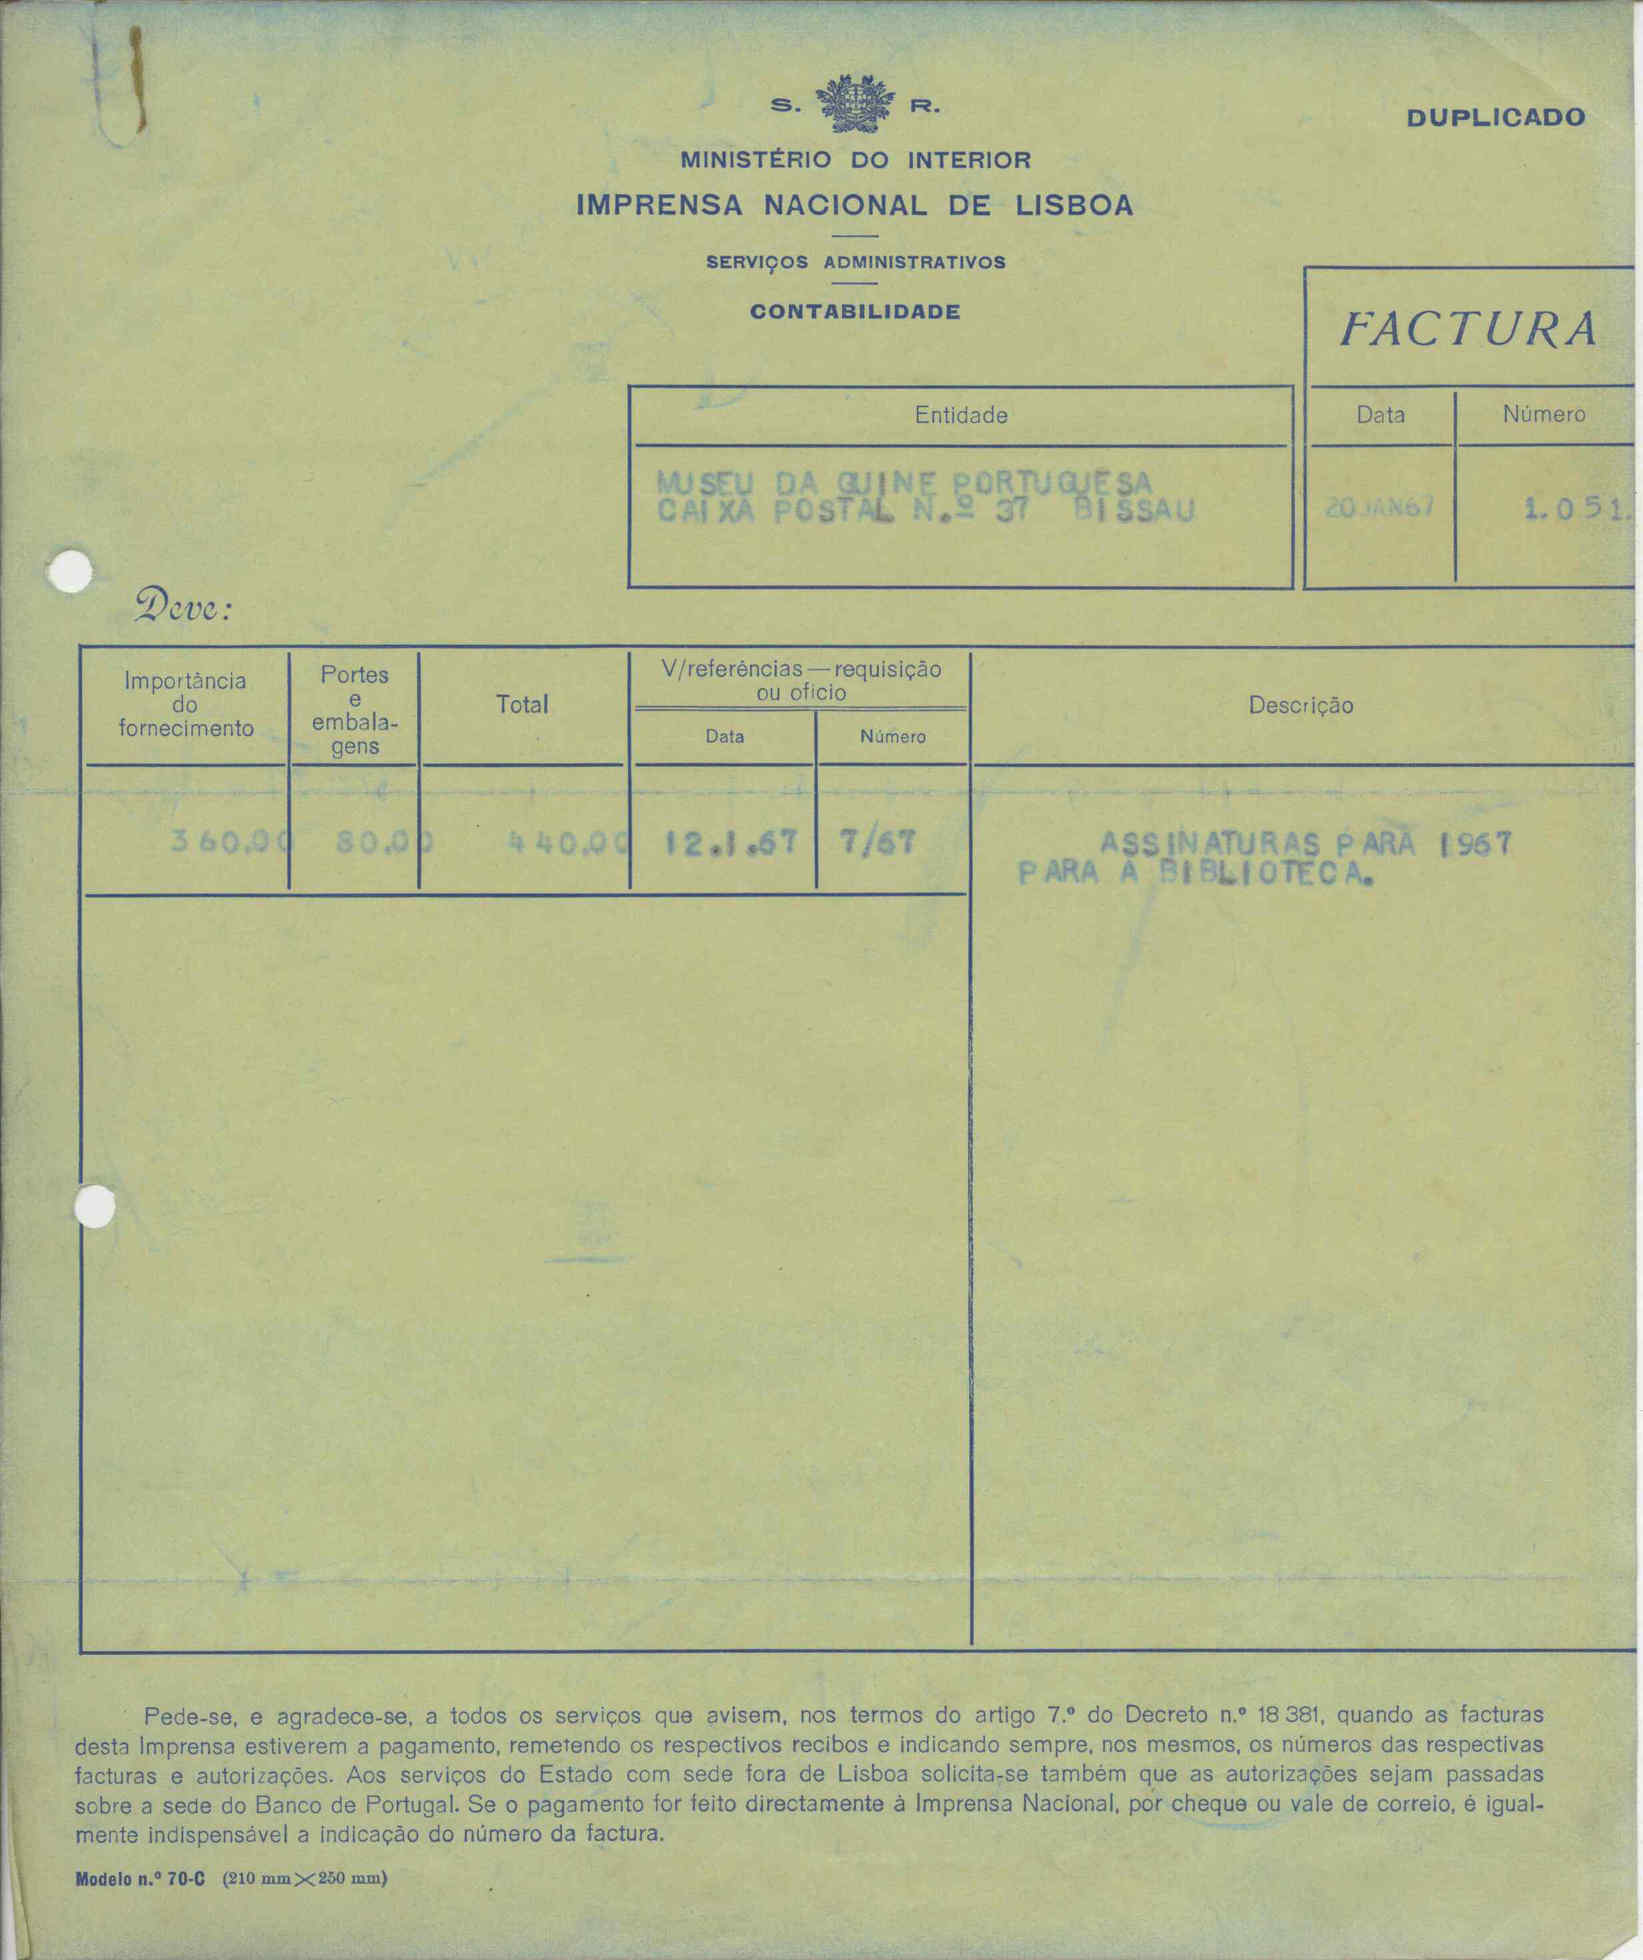 S. R.
DUPLICADO
MINISTÉRIO DO INTERIOR
IMPRENSA NACIONAL DE LISBOA
SERVIÇOS ADMINISTRATIVOS
CONTABILIDADE
FACTURA
Entidade
Data Número
MUSEU DA GUINE PORTUGUESA
CAIXA POSTAL N.º 37 BISSAU
20JAN67 1.051.
Deve:
Importância
do
fornecimento
Portes
e
embala-
gens
Total
V/referências — requisição
ou ofício
Data Número
Descrição
360.00 80.00 440.00 12.1.67 7/67 ASSINATURAS PARA 1967
PARA A BIBLIOTECA.
Pede-se, e agradece-se, a todos os serviços que avisem, nos termos do artigo 7.º do Decreto n.º 18 381, quando as facturas
desta Imprensa estiverem a pagamento, remetendo os respectivos recibos e indicando sempre, nos mesmos, os números das respectivas
facturas e autorizações. Aos serviços do Estado com sede fora de Lisboa solicita-se também que as autorizações sejam passadas
sobre a sede do Banco de Portugal. Se o pagamento for feito directamente à Imprensa Nacional, por cheque ou vale de correio, é igual-
mente indispensável a indicação do número da factura.
Modelo n.º 70-C (210 mm×250 mm)